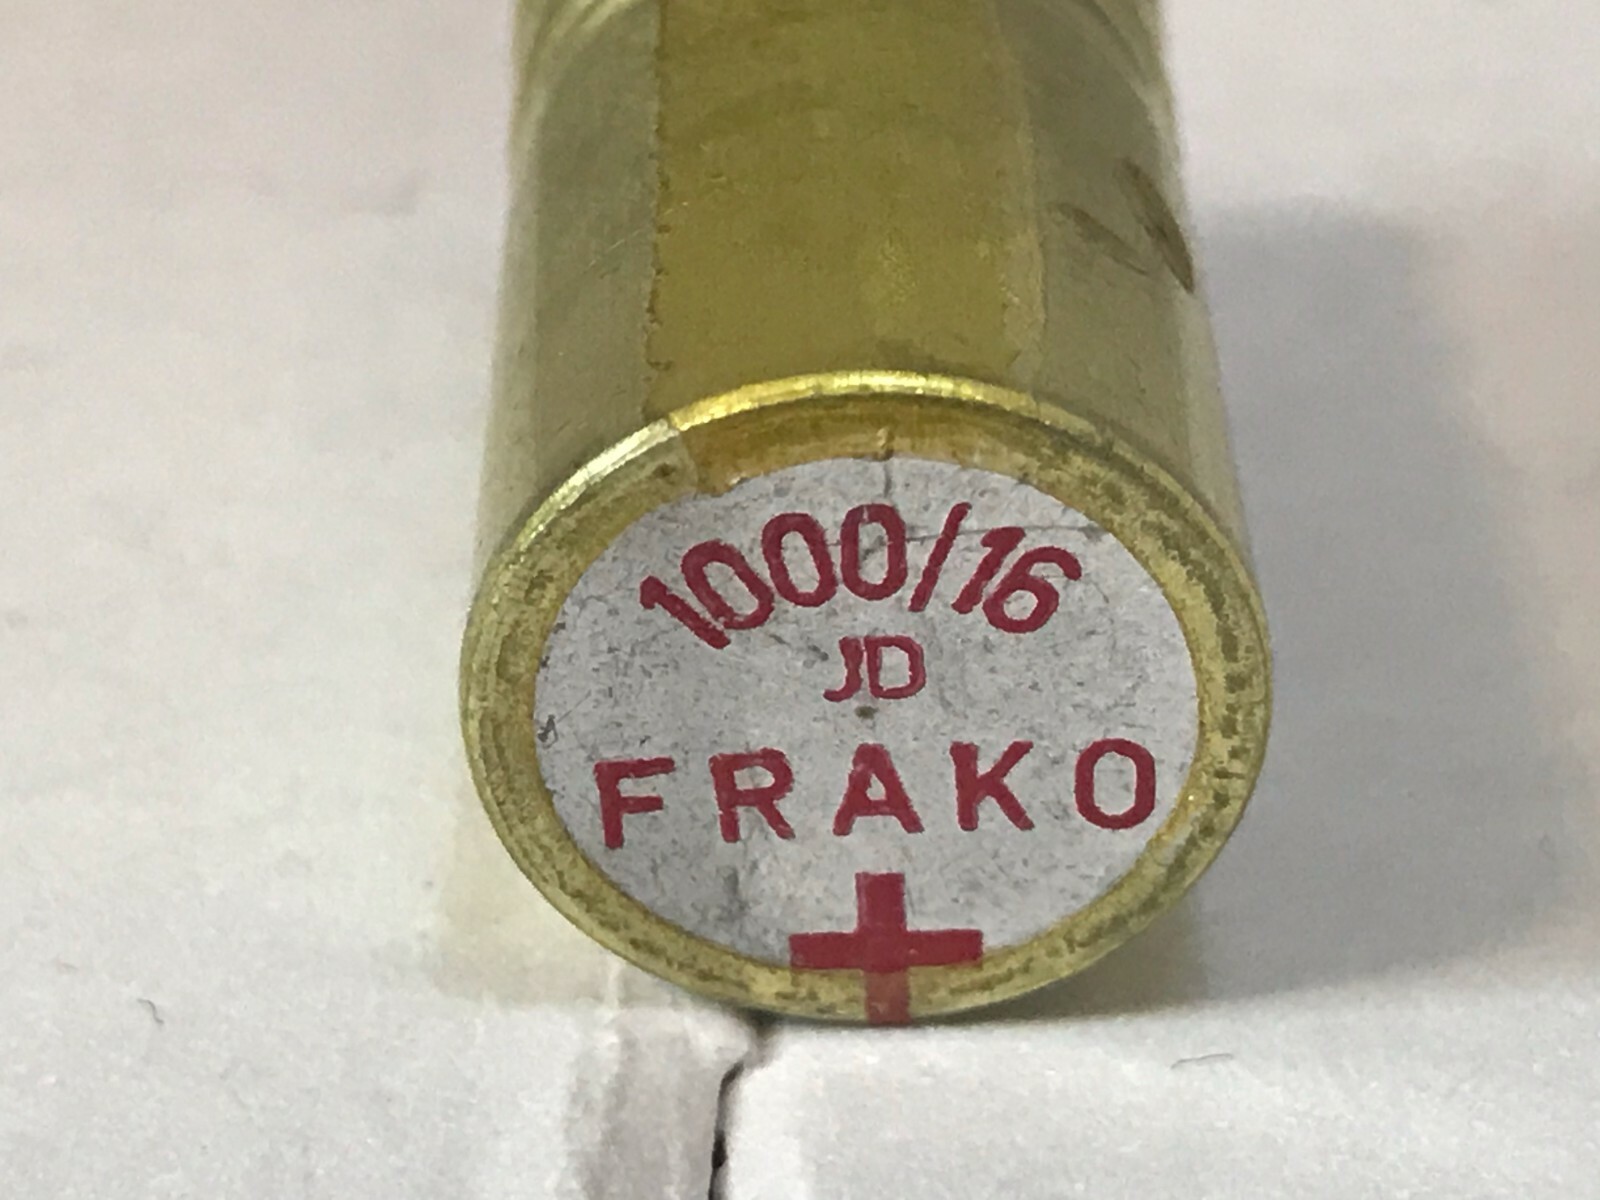 1000/16
JD
FRAKO
+